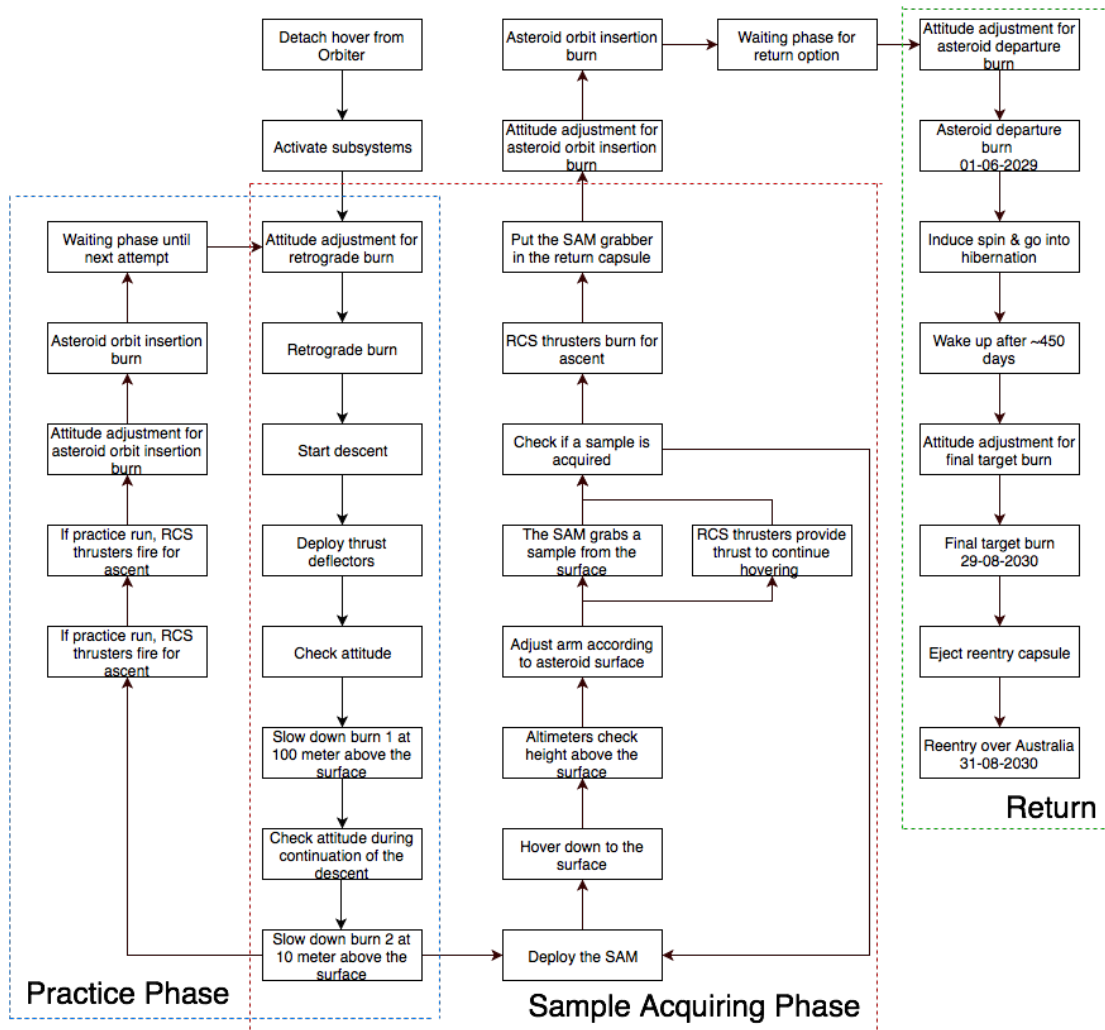 Detach hover from
Orbiter
Activate subsystems
Attitude adjustment for
retrograde burn
Retrograde burn
Start descent
Deploy thrust
deflectors
Check attitude
Slow down burn 1 at
100 meter above the
surface
Check attitude during
continuation of the
descent
Slow down burn 2 at
10 meter above the
surface
If practice run, RCS
thrusters fire for
ascent
If practice run, RCS
thrusters fire for
ascent
Attitude adjustment for
asteroid orbit insertion
burn
Asteroid orbit insertion
burn
Waiting phase until
next attempt
Practice Phase
Deploy the SAM
Hover down to the
surface
Altimeters check
height above the
surface
Adjust arm according
to asteroid surface
The SAM grabs a
sample from the
surface
RCS thrusters provide
thrust to continue
hovering
Check if a sample is
acquired
RCS thrusters burn for
ascent
Put the SAM grabber
in the return capsule
Sample Acquiring Phase
Attitude adjustment for
asteroid orbit insertion
burn
Asteroid orbit insertion
burn
Waiting phase for
return option
Attitude adjustment for
asteroid departure
burn
Asteroid departure
burn
01-06-2029
Induce spin & go into
hibernation
Wake up after ~450
days
Attitude adjustment for
final target burn
Final target burn
29-08-2030
Eject reentry capsule
Reentry over Australia
31-08-2030
Return